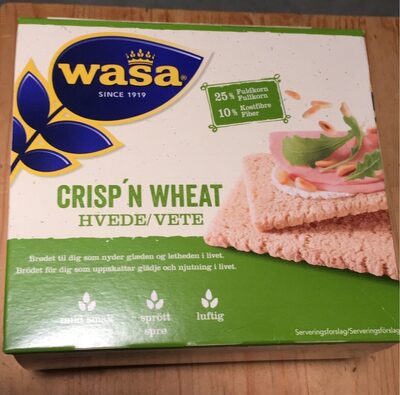 wasa®
SINCE 1919
25% Fuldkorn
Fullkorn
10% Kostfibre
Fiber
CRISP´N WHEAT
HVEDE/VETE
Brødet til dig som nyder glæden og letheden i livet.
Brödet för dig som uppskattar glädje och njutning i livet.
mild smak
sprött
sprø
luftig
Serveringsforslag/Serveringsförslag